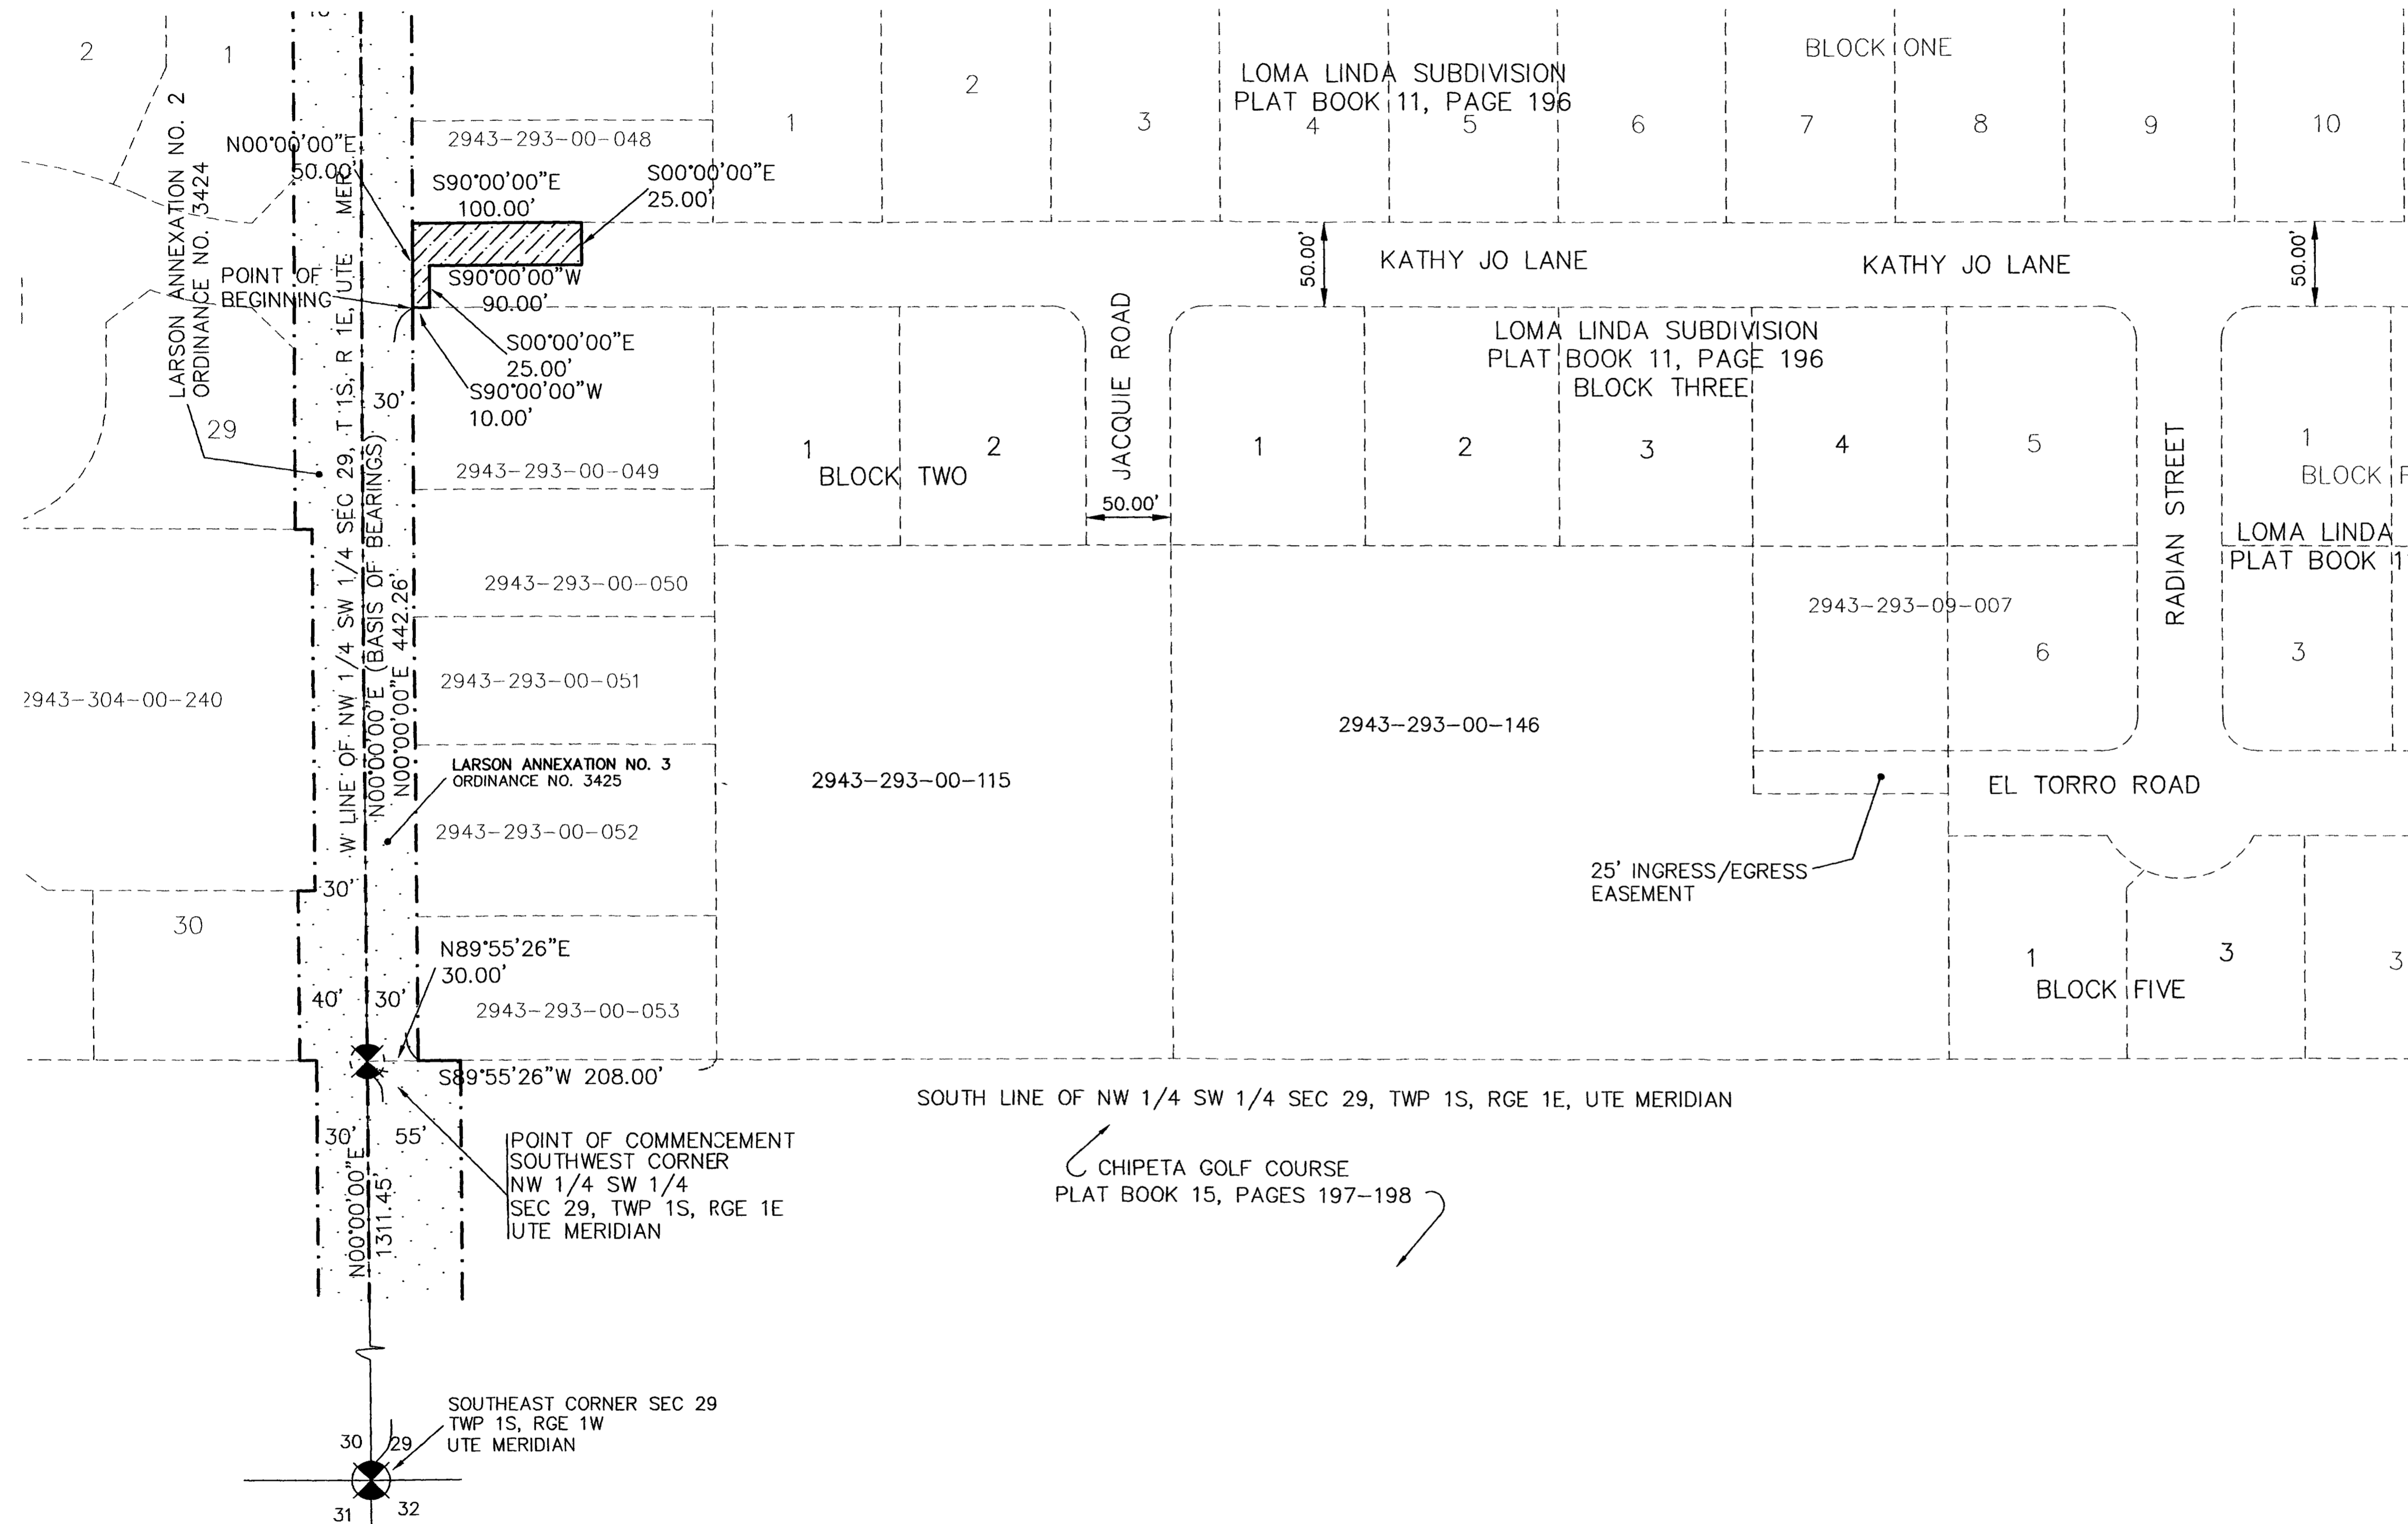 BLOCK ONE
LOMA LINDA SUBDIVISION
PLAT BOOK 11, PAGE 196
2
1
1
2
3
4
5
6
7
8
9
10
LARSON ANNEXATION NO. 2
ORDINANCE NO. 3424
N00°00'00"E
50.00'
2943-293-00-048
S90°00'00"E
100.00'
S00°00'00"E
25.00'
POINT OF
BEGINNING
S90°00'00"W
90.00'
S00°00'00"E
25.00'
S90°00'00"W
10.00'
50.00'
KATHY JO LANE
KATHY JO LANE
50.00'
JACQUIE ROAD
50.00'
LOMA LINDA SUBDIVISION
PLAT BOOK 11, PAGE 196
BLOCK THREE
30'
29
2943-293-00-049
1
2
BLOCK TWO
1
2
3
4
5
RADIAN STREET
1
BLOCK F
LOMA LINDA
PLAT BOOK 1
W LINE OF NW 1/4 SW 1/4 SEC 29, T 1S, R 1E, UTE MER
N00°00'00"E (BASIS OF BEARINGS)
N00°00'00"E 442.26'
2943-293-00-050
2943-293-09-007
6
3
2943-304-00-240
2943-293-00-051
2943-293-00-146
LARSON ANNEXATION NO. 3
ORDINANCE NO. 3425
2943-293-00-115
EL TORRO ROAD
2943-293-00-052
25' INGRESS/EGRESS
EASEMENT
30'
30
N89°55'26"E
30.00'
40'
30'
2943-293-00-053
1
3
3
BLOCK FIVE
S89°55'26"W 208.00'
SOUTH LINE OF NW 1/4 SW 1/4 SEC 29, TWP 1S, RGE 1E, UTE MERIDIAN
30'
55'
N00°00'00"E
1311.45'
POINT OF COMMENCEMENT
SOUTHWEST CORNER
NW 1/4 SW 1/4
SEC 29, TWP 1S, RGE 1E
UTE MERIDIAN
CHIPETA GOLF COURSE
PLAT BOOK 15, PAGES 197-198
SOUTHEAST CORNER SEC 29
TWP 1S, RGE 1W
UTE MERIDIAN
30
29
31
32